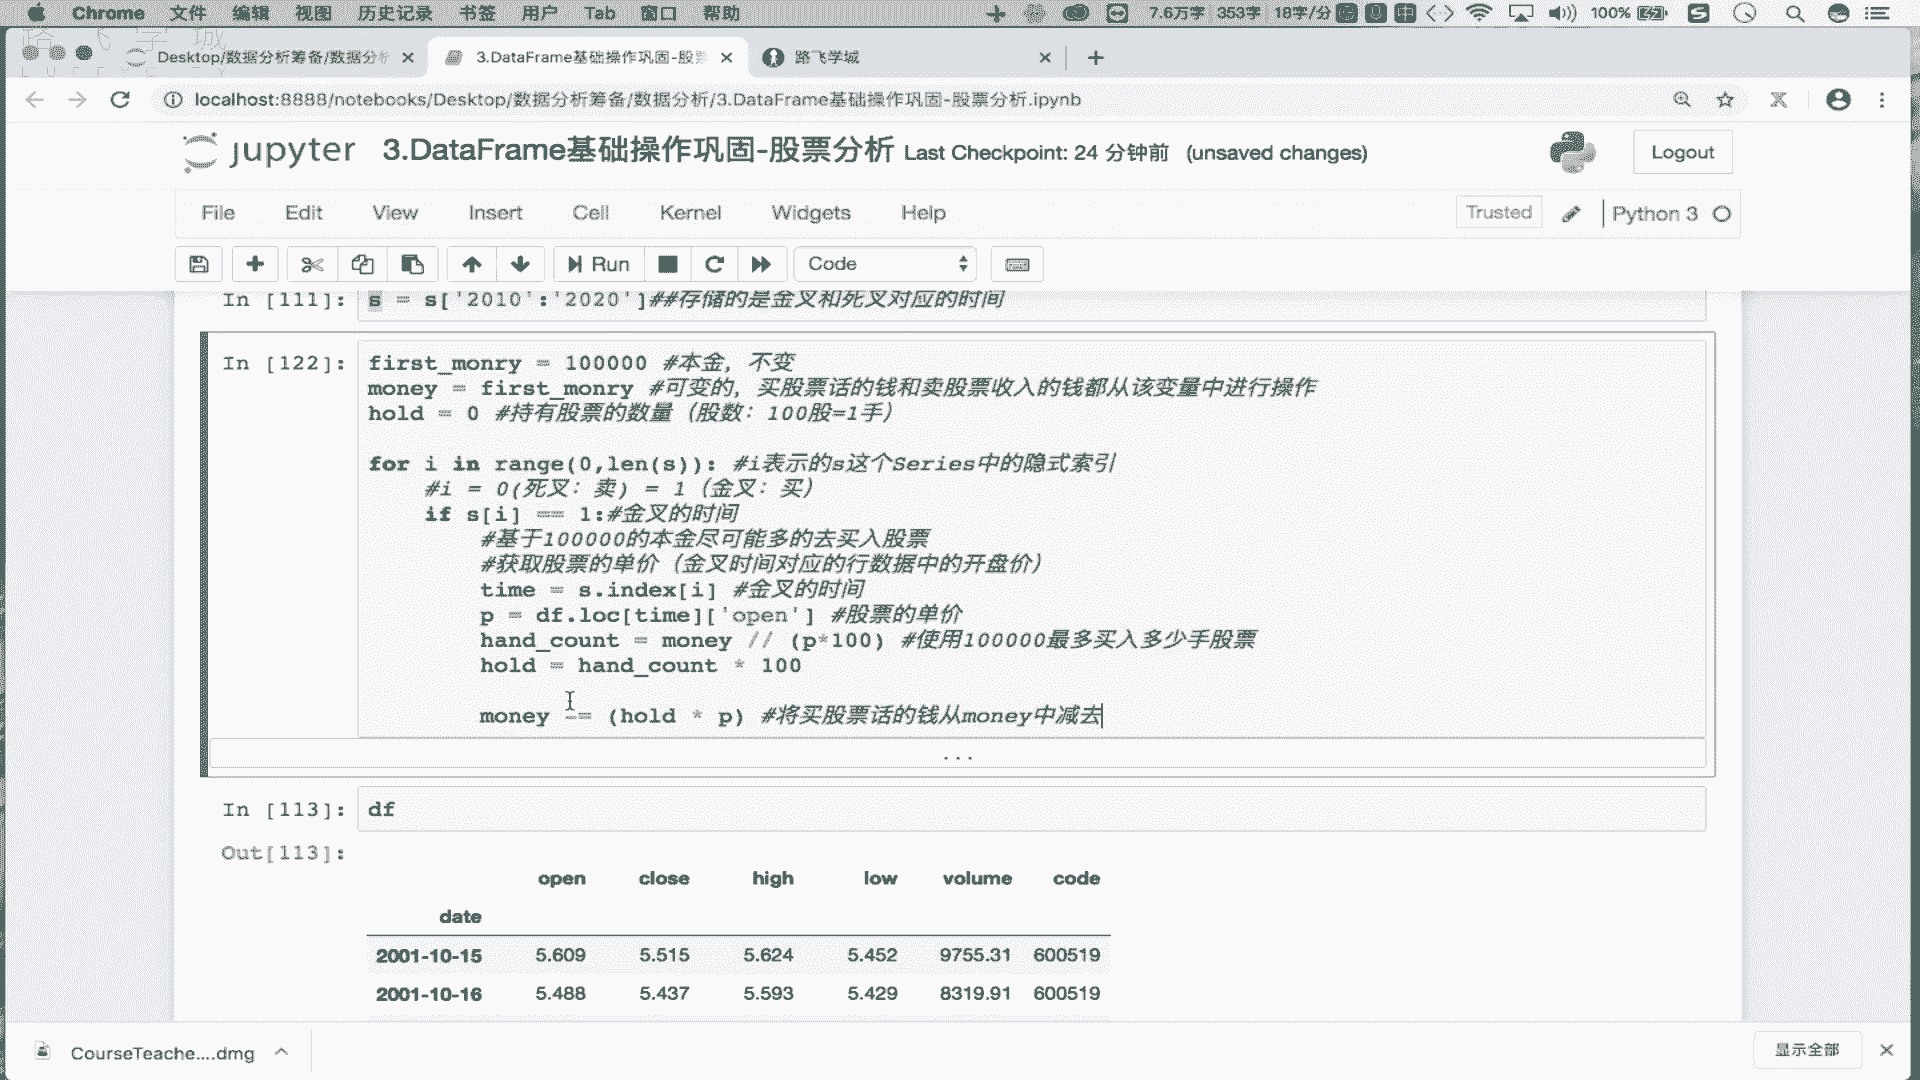 Chrome 文件 编辑 视图 历史记录 书签 用户 Tab 窗口 帮助 7.6万字 353字 18字/分 100%
路飞学城
Desktop/数据分析筹备/数据分析 3.DataFrame基础操作巩固-股票 路飞学城
localhost:8888/notebooks/Desktop/数据分析筹备/数据分析/3.DataFrame基础操作巩固-股票分析.ipynb
jupyter 3.DataFrame基础操作巩固-股票分析 Last Checkpoint: 24 分钟前 (unsaved changes) Logout
File Edit View Insert Cell Kernel Widgets Help Trusted Python 3
Run Code
In [111]: s = s['2010':'2020']##存储的是金叉和死叉对应的时间
In [122]: first_monry = 100000 #本金，不变
money = first_monry #可变的，买股票话的钱和卖股票收入的钱都从该变量中进行操作
hold = 0 #持有股票的数量（股数：100股=1手）
for i in range(0,len(s)): #i表示的s这个Series中的隐式索引
#i = 0(死叉：卖) = 1（金叉：买）
if s[i] == 1:#金叉的时间
#基于100000的本金尽可能多的去买入股票
#获取股票的单价（金叉时间对应的行数据中的开盘价）
time = s.index[i] #金叉的时间
p = df.loc[time]['open'] #股票的单价
hand_count = money // (p*100) #使用100000最多买入多少手股票
hold = hand_count * 100
money -= (hold * p) #将买股票话的钱从money中减去
...
In [113]: df
Out[113]:
open close high low volume code
date
2001-10-15 5.609 5.515 5.624 5.452 9755.31 600519
2001-10-16 5.488 5.437 5.593 5.429 8319.91 600519
CourseTeache....dmg 显示全部